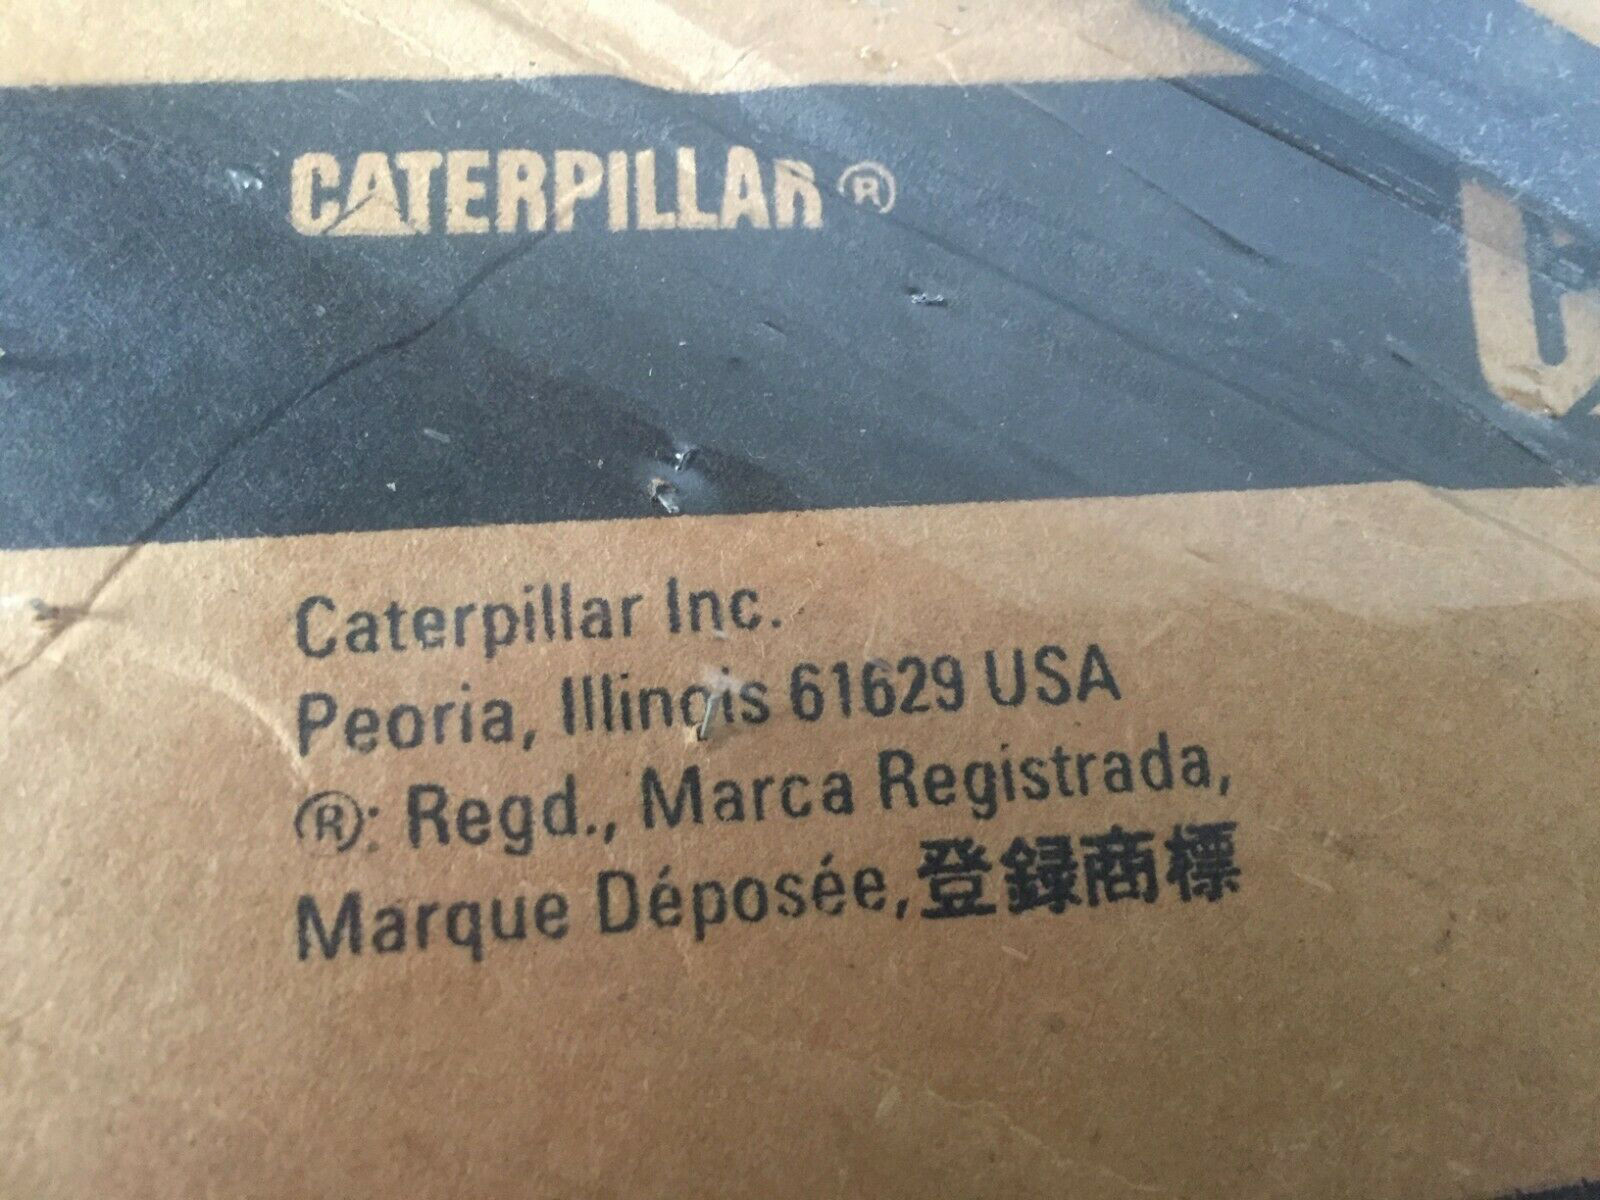 CATERPILLAR®
Caterpillar Inc.
Peoria, Illinois 61629 USA
®: Regd., Marca Registrada,
Marque Déposée,登録商標